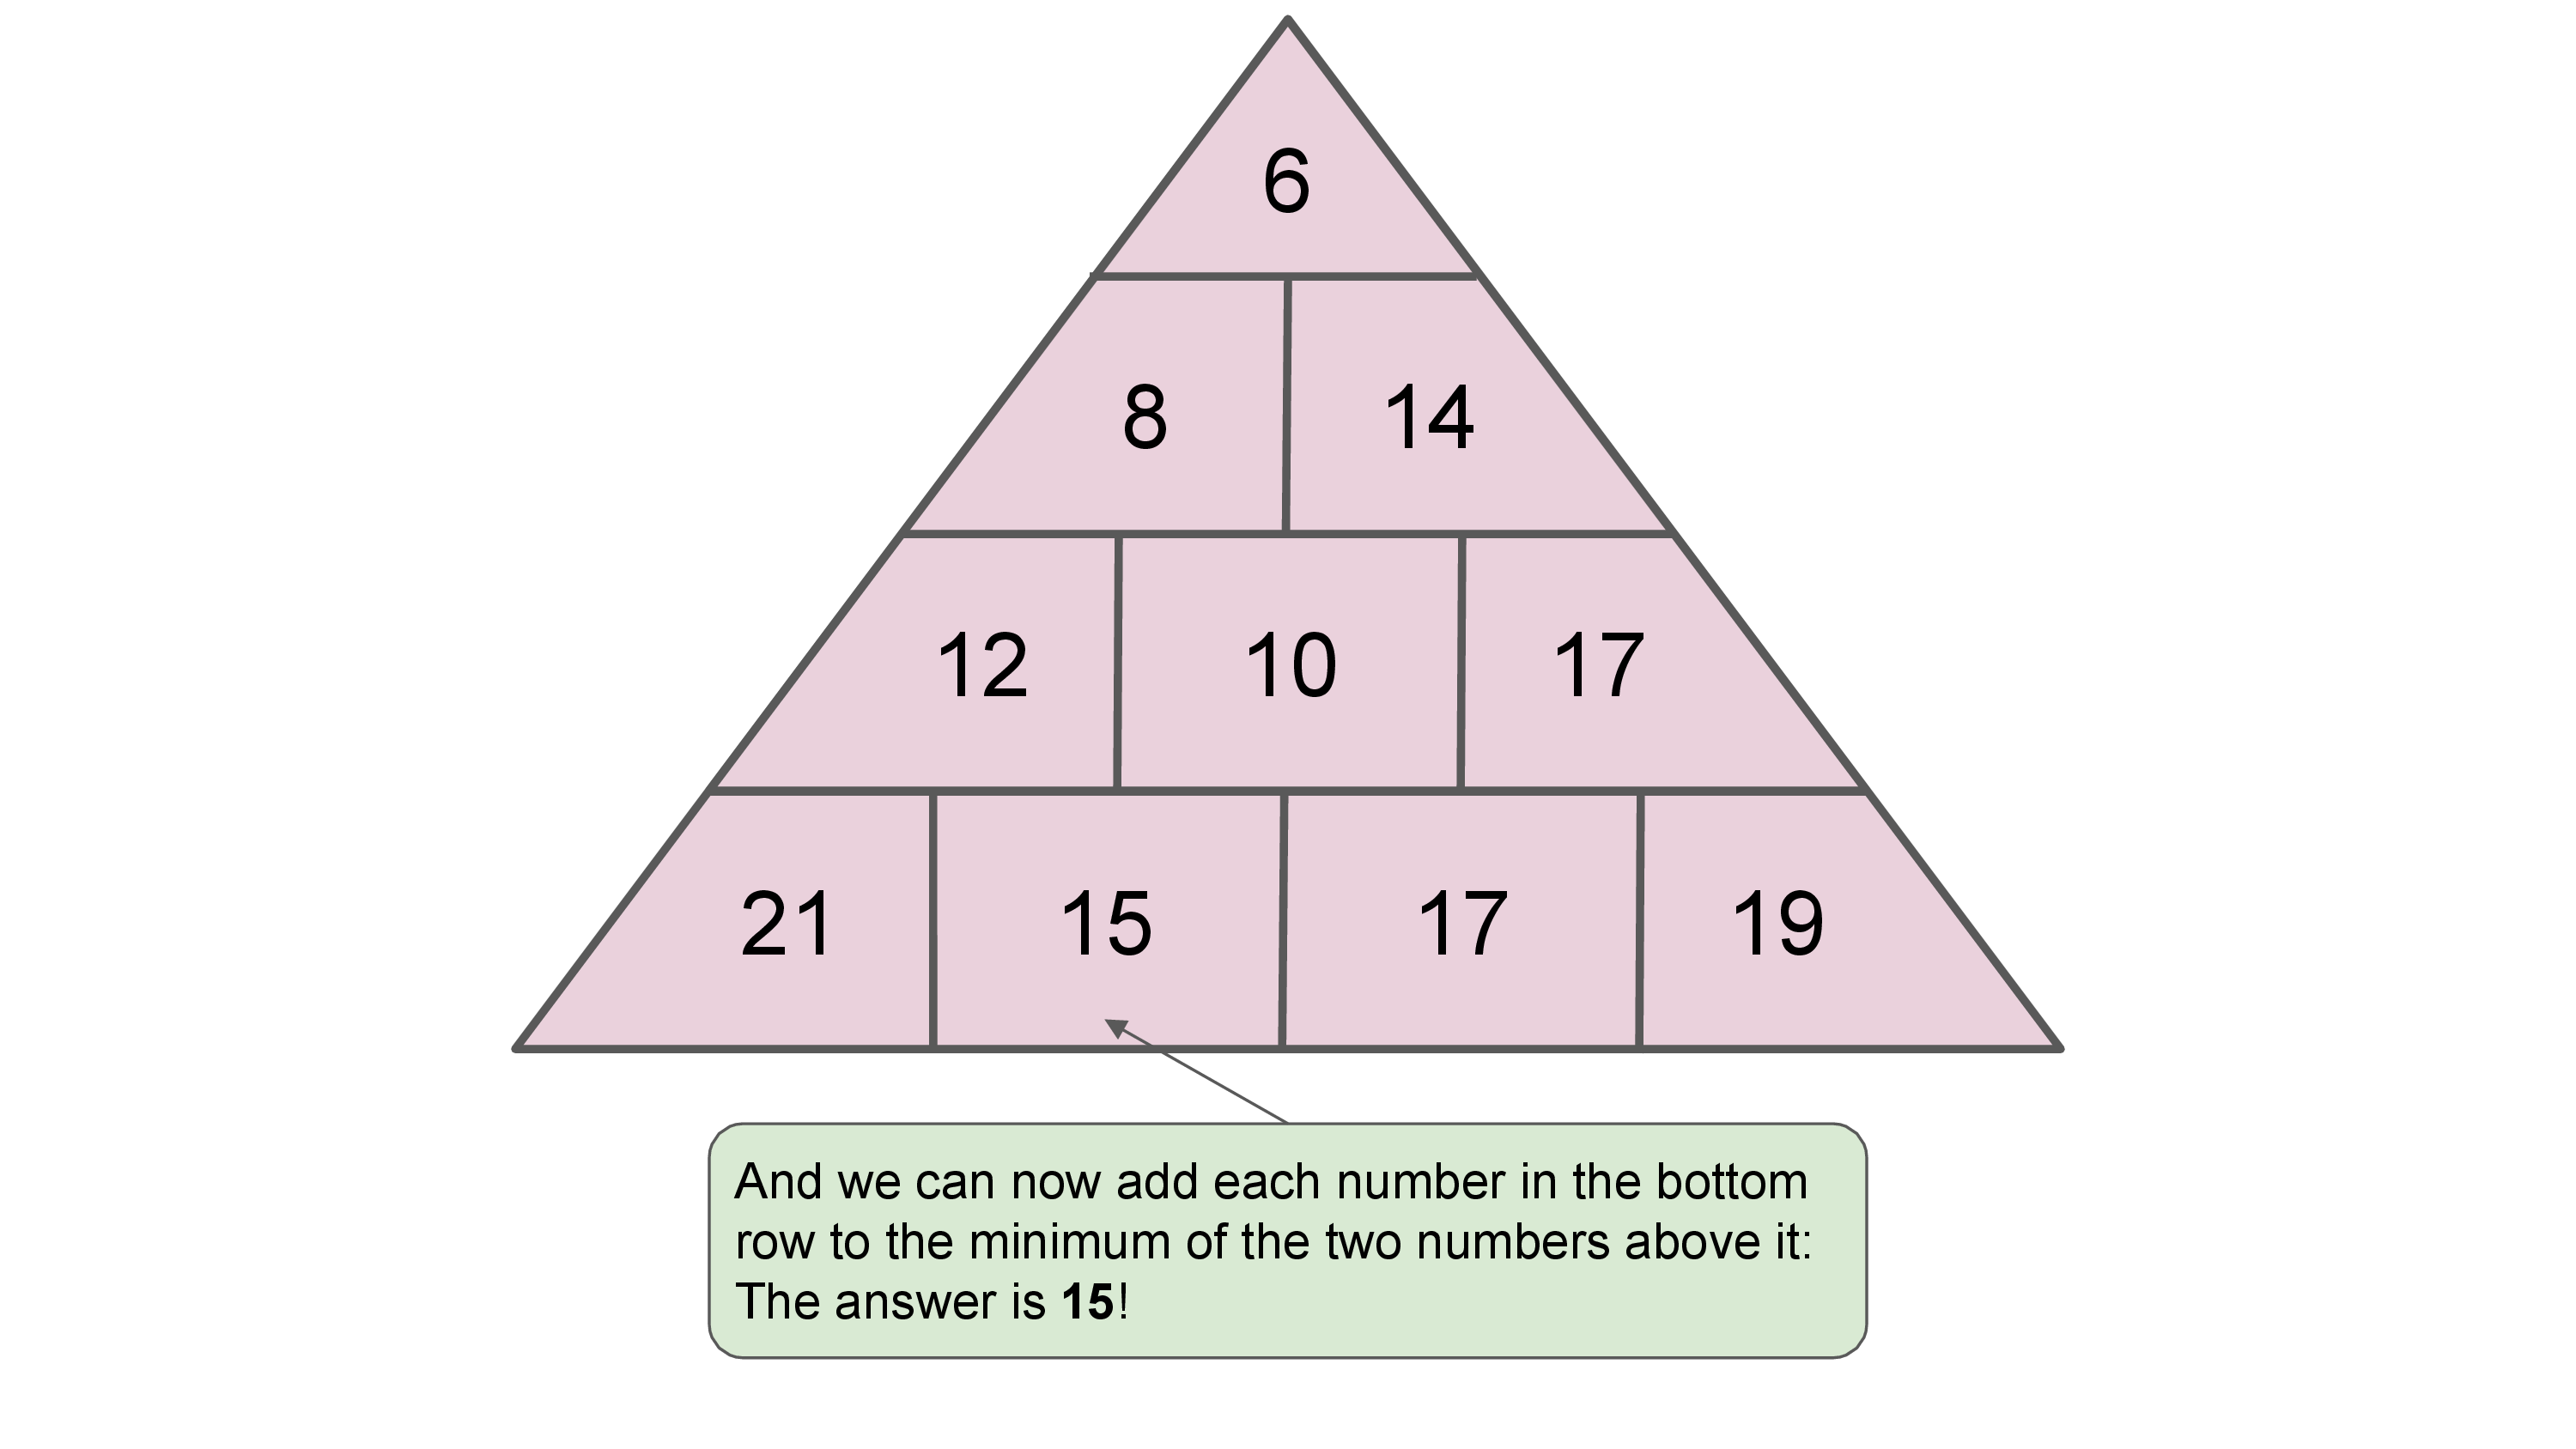 6
8 14
12 10 17
21 15 17 19
And we can now add each number in the bottom
row to the minimum of the two numbers above it:
The answer is 15!